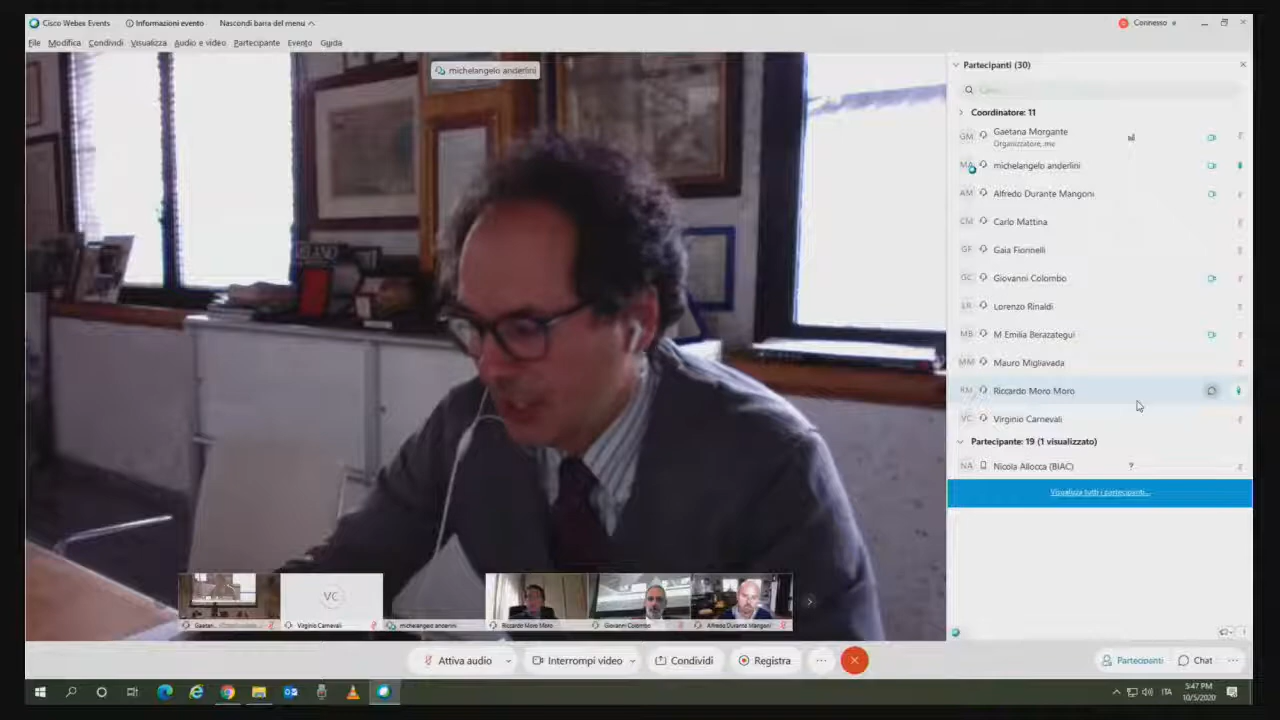 Cisco Webex Events
Informazioni evento
Nascondi barra del menu
Connesso
File Modifica Condividi Visualizza Audio e video Partecipante Evento Guida
michelangelo anderlini
Partecipanti (30)
Coordinatore: 11
GM Gaetana Morgante
Organizzatore, me
MA michelangelo anderlini
AM Alfredo Durante Mangoni
CM Carlo Mattina
GF Gaia Fiorinelli
GC Giovanni Colombo
LR Lorenzo Rinaldi
MB M Emilia Berazategui
MM Mauro Migliavada
RM Riccardo Moro Moro
VC Virginio Carnevali
Partecipante: 19 (1 visualizzato)
NA Nicola Allocca (BIAC) ?
Visualizza tutti i partecipanti...
VC
Gaetan...
Virginio Carnevali
michelangelo anderlini
Riccardo Moro Moro
Giovanni Colombo
Alfredo Durante Mangoni
Attiva audio
Interrompi video
Condividi
Registra
Partecipanti
Chat
ITA
5:47 PM
10/5/2020